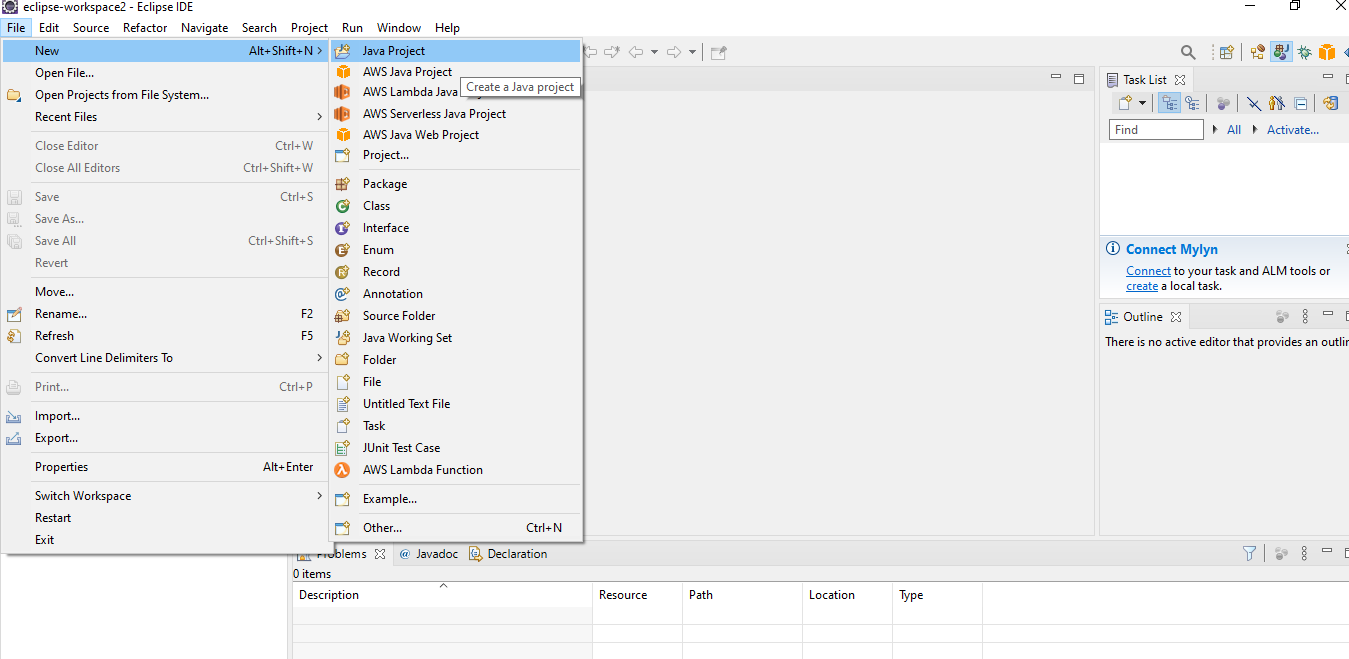 eclipse-workspace2 - Eclipse IDE
File Edit Source Refactor Navigate Search Project Run Window Help
New Alt+Shift+N
Open File...
Open Projects from File System...
Recent Files
Close Editor Ctrl+W
Close All Editors Ctrl+Shift+W
Save Ctrl+S
Save As...
Save All Ctrl+Shift+S
Revert
Move...
Rename... F2
Refresh F5
Convert Line Delimiters To
Print... Ctrl+P
Import...
Export...
Properties Alt+Enter
Switch Workspace
Restart
Exit
Java Project
AWS Java Project
Create a Java project
AWS Lambda Java
AWS Serverless Java Project
AWS Java Web Project
Project...
Package
Class
Interface
Enum
Record
Annotation
Source Folder
Java Working Set
Folder
File
Untitled Text File
Task
JUnit Test Case
AWS Lambda Function
Example...
Other... Ctrl+N
Task List
Find All Activate...
Connect Mylyn
Connect to your task and ALM tools or
create a local task.
Outline
There is no active editor that provides an outlin
Problems @ Javadoc Declaration
0 items
Description Resource Path Location Type